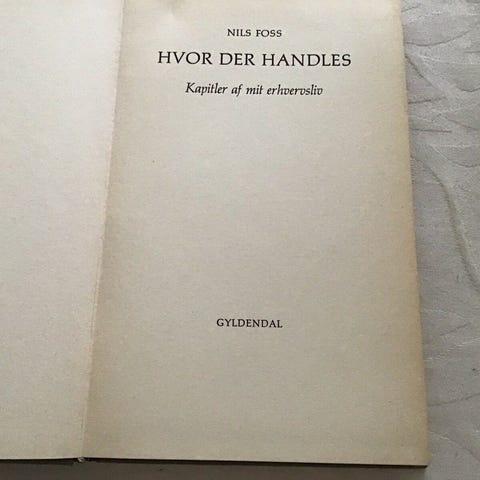 NILS FOSS
HVOR DER HANDLES
Kapitler af mit erhvervsliv
GYLDENDAL